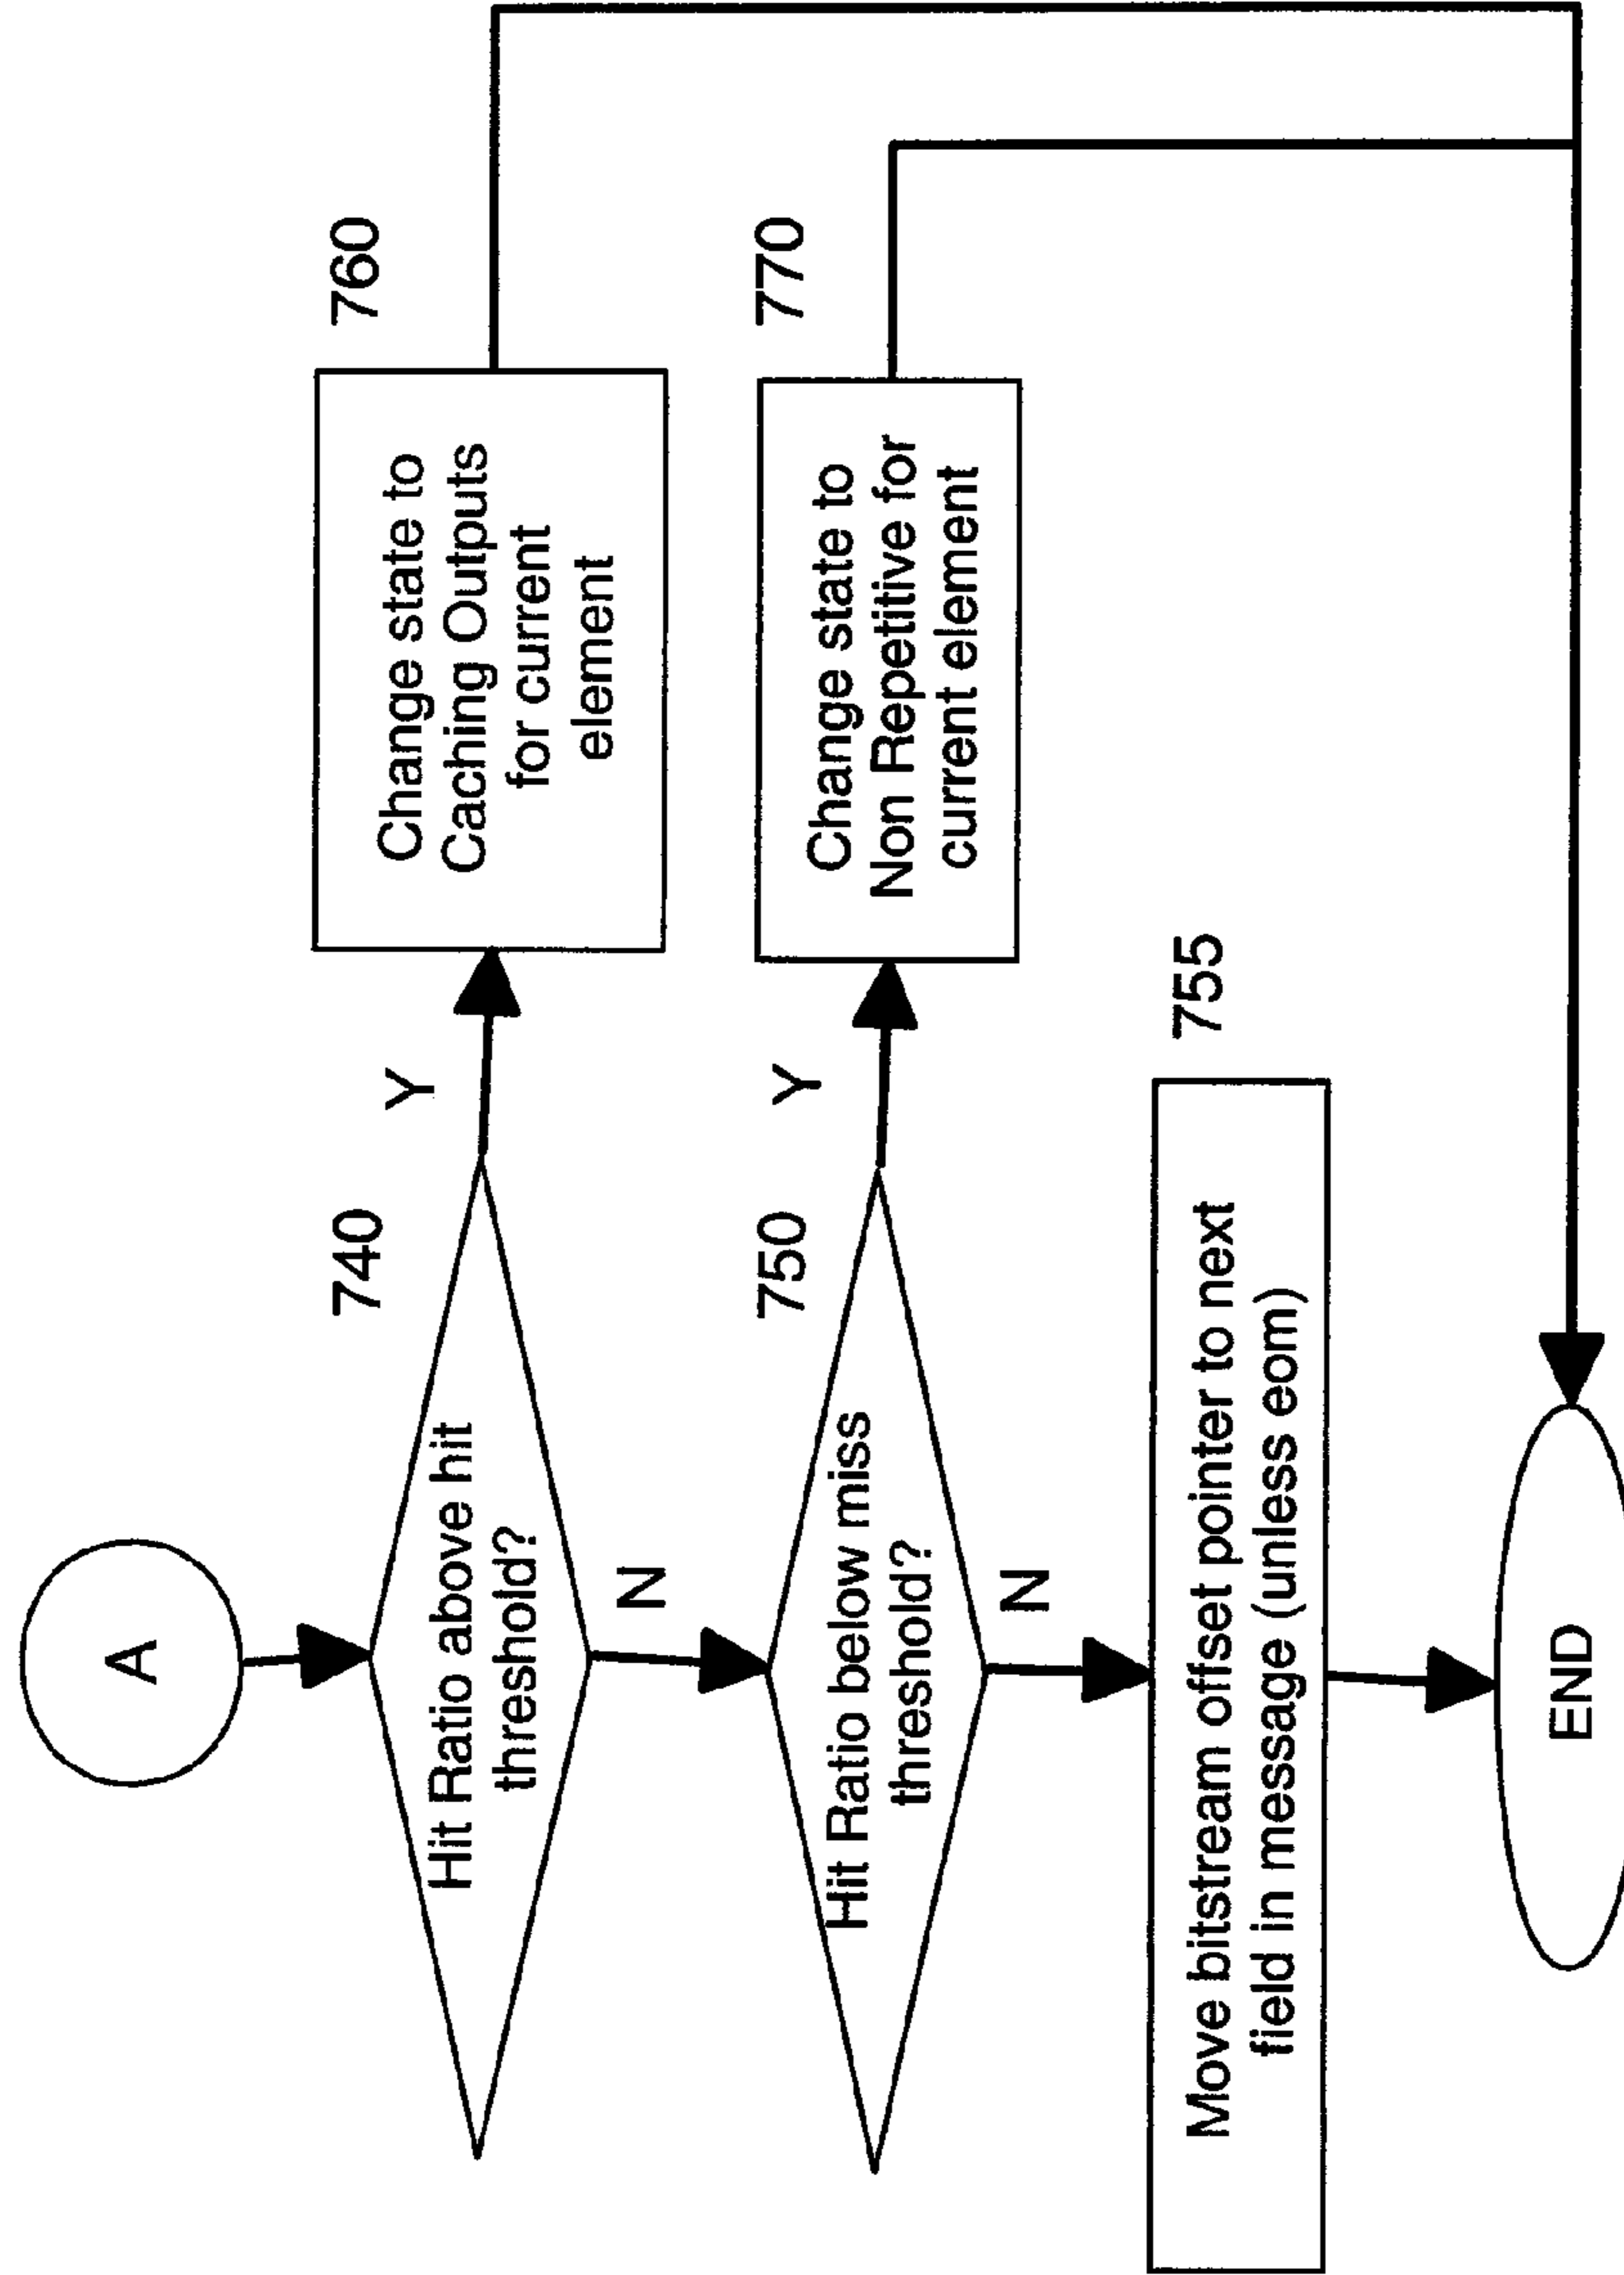 A
740
Hit Ratio above hit
threshold?
Y
760
Change state to
Caching Outputs
for current
element
N
750
Hit Ratio below miss
threshold?
Y
770
Change state to
Non Repetitive for
current element
N
755
Move bitstream offset pointer to next
field in message (unless eom)
END